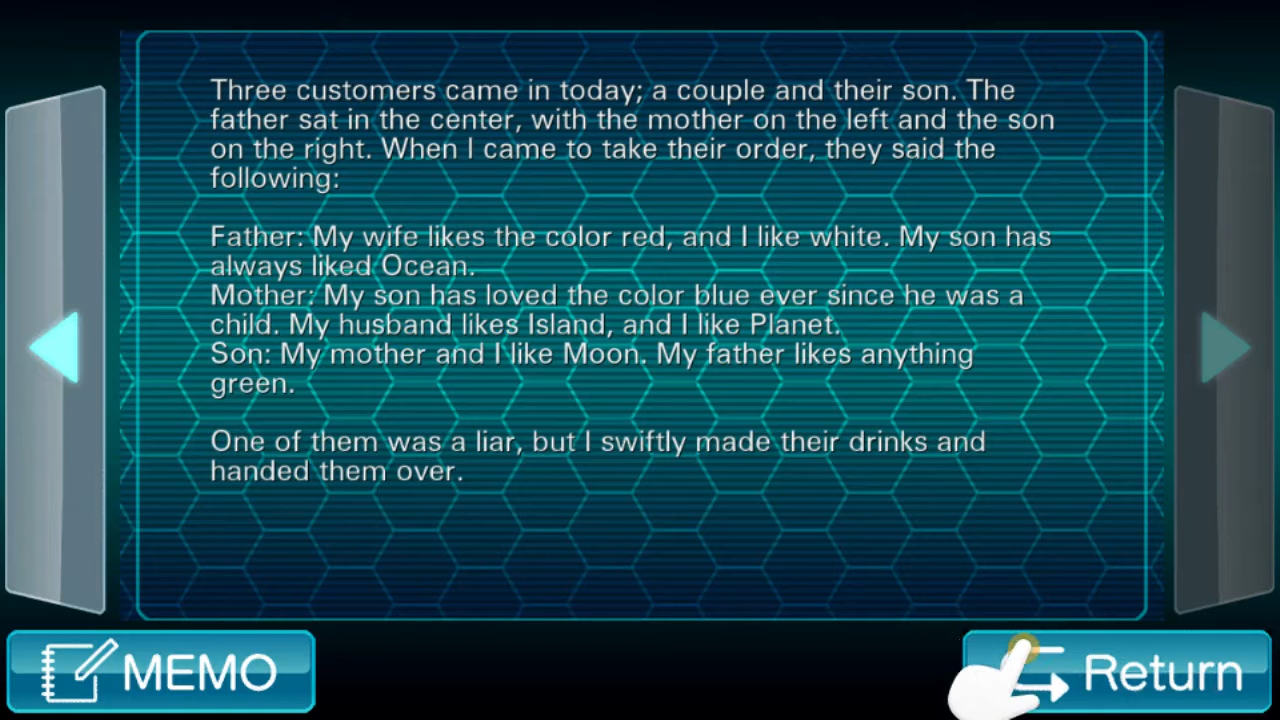 Three customers came in today; a couple and their son. The
father sat in the center, with the mother on the left and the son
on the right. When I came to take their order, they said the
following:
Father: My wife likes the color red, and I like white. My son has
always liked Ocean.
Mother: My son has loved the color blue ever since he was a
child. My husband likes Island, and I like Planet.
Son: My mother and I like Moon. My father likes anything
green.
One of them was a liar, but I swiftly made their drinks and
handed them over.
MEMO
Return